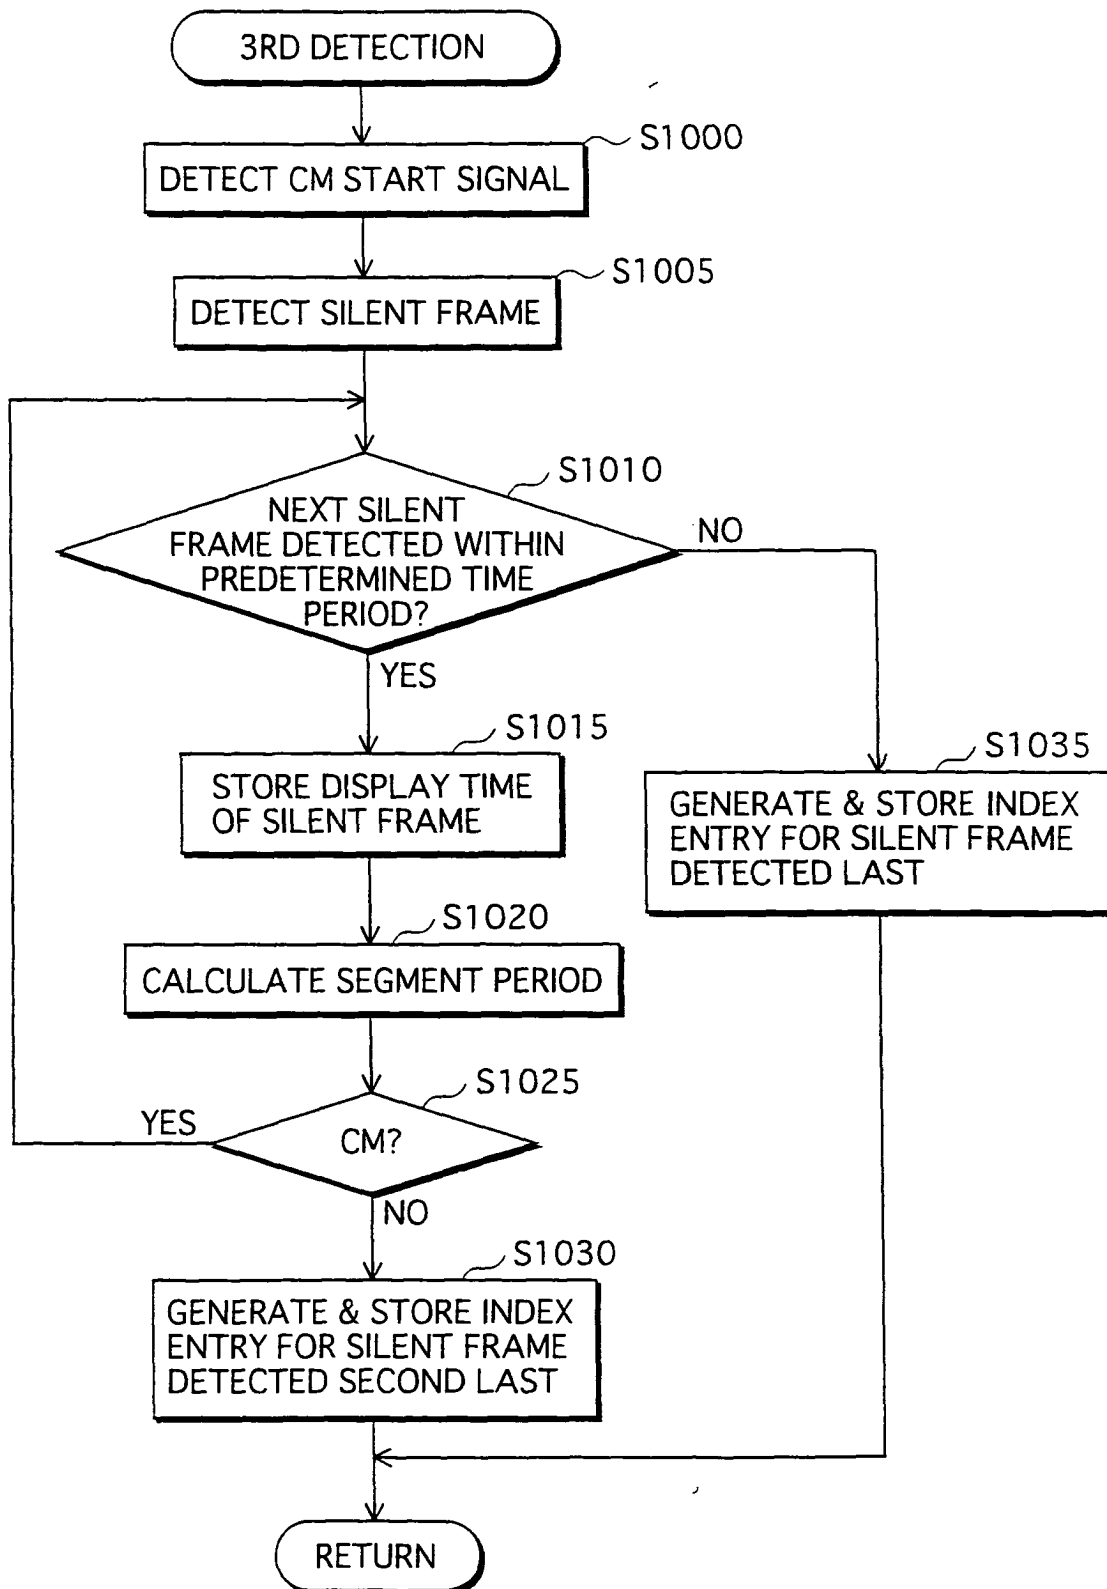 3RD DETECTION
S1000
DETECT CM START SIGNAL
S1005
DETECT SILENT FRAME
S1010
NEXT SILENT
FRAME DETECTED WITHIN
PREDETERMINED TIME
PERIOD?
NO
YES
S1015
STORE DISPLAY TIME
OF SILENT FRAME
S1035
GENERATE & STORE INDEX
ENTRY FOR SILENT FRAME
DETECTED LAST
S1020
CALCULATE SEGMENT PERIOD
S1025
YES
CM?
NO
S1030
GENERATE & STORE INDEX
ENTRY FOR SILENT FRAME
DETECTED SECOND LAST
RETURN